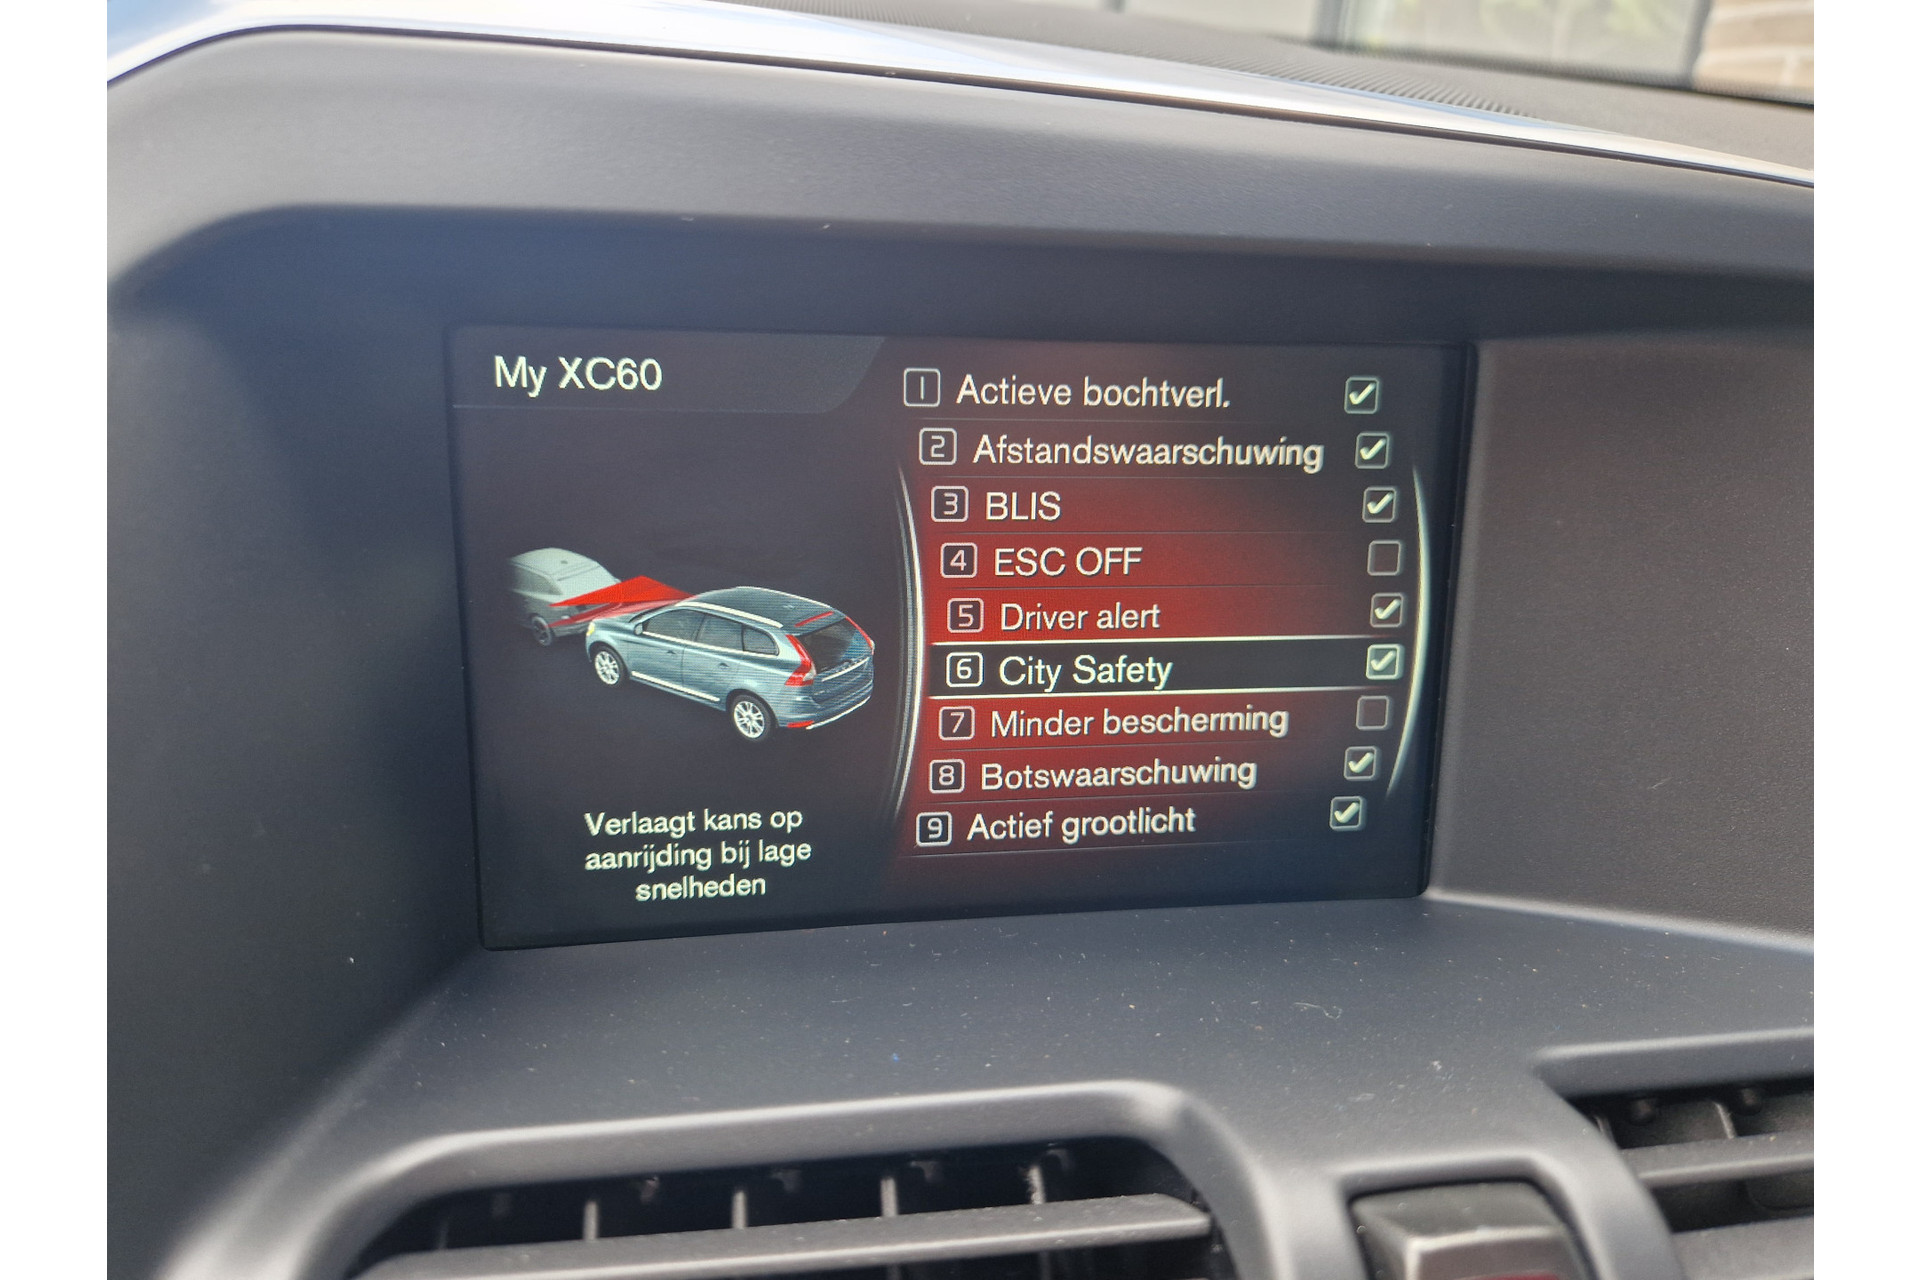 My XC60
1 Actieve bochtverl.
2 Afstandswaarschuwing
3 BLIS
4 ESC OFF
5 Driver alert
6 City Safety
7 Minder bescherming
8 Botswaarschuwing
9 Actief grootlicht
Verlaagt kans op
aanrijding bij lage
snelheden